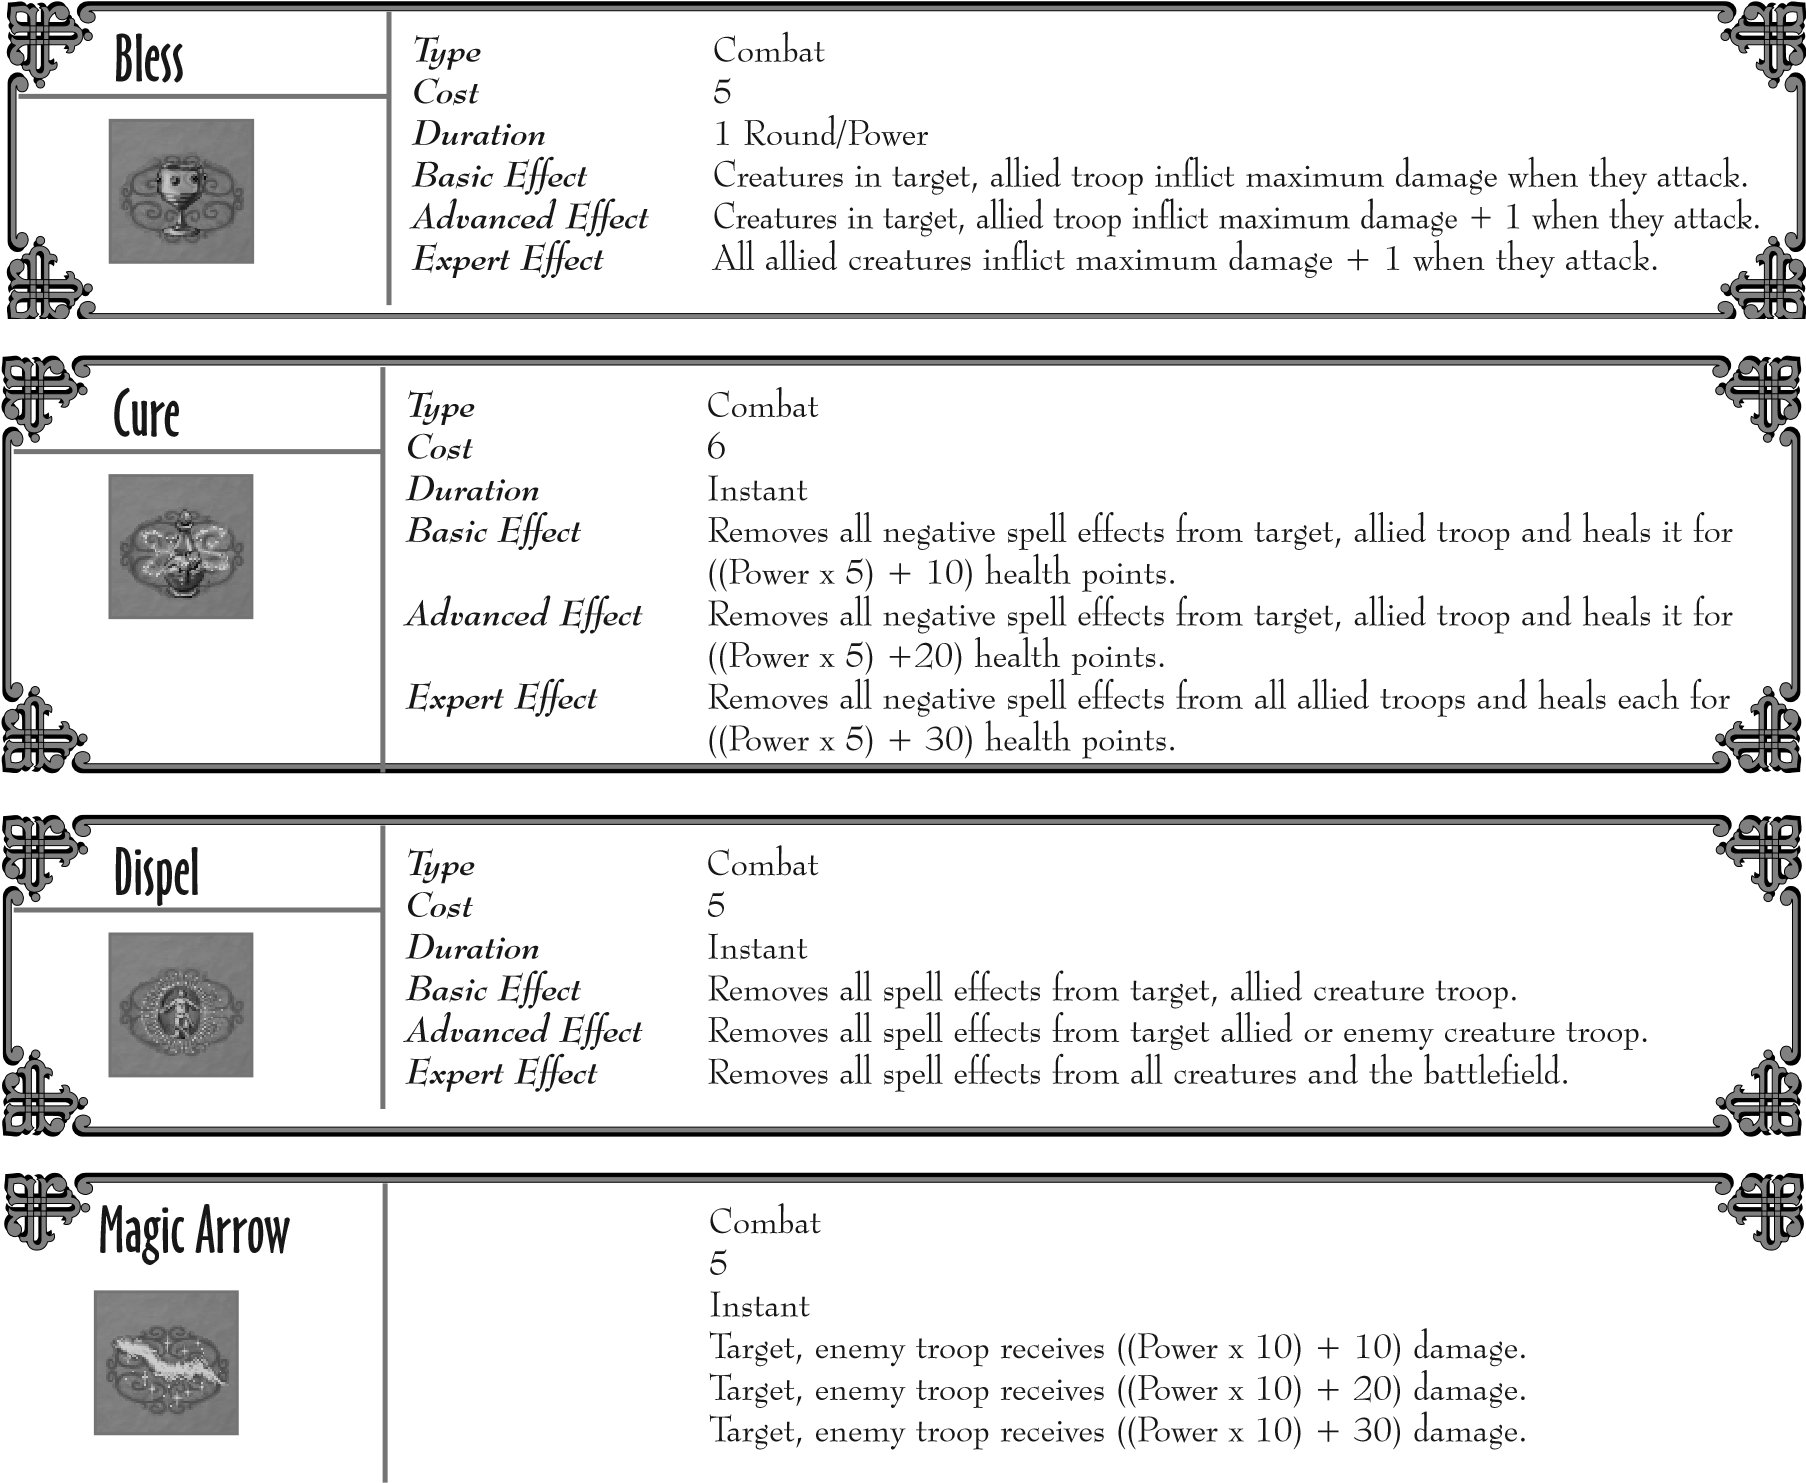 Bless
Type Combat
Cost 5
Duration 1 Round/Power
Basic Effect Creatures in target, allied troop inflict maximum damage when they attack.
Advanced Effect Creatures in target, allied troop inflict maximum damage + 1 when they attack.
Expert Effect All allied creatures inflict maximum damage + 1 when they attack.
Cure
Type Combat
Cost 6
Duration Instant
Basic Effect Removes all negative spell effects from target, allied troop and heals it for
((Power x 5) + 10) health points.
Advanced Effect Removes all negative spell effects from target, allied troop and heals it for
((Power x 5) +20) health points.
Expert Effect Removes all negative spell effects from all allied troops and heals each for
((Power x 5) + 30) health points.
Dispel
Type Combat
Cost 5
Duration Instant
Basic Effect Removes all spell effects from target, allied creature troop.
Advanced Effect Removes all spell effects from target allied or enemy creature troop.
Expert Effect Removes all spell effects from all creatures and the battlefield.
Magic Arrow
Combat
5
Instant
Target, enemy troop receives ((Power x 10) + 10) damage.
Target, enemy troop receives ((Power x 10) + 20) damage.
Target, enemy troop receives ((Power x 10) + 30) damage.